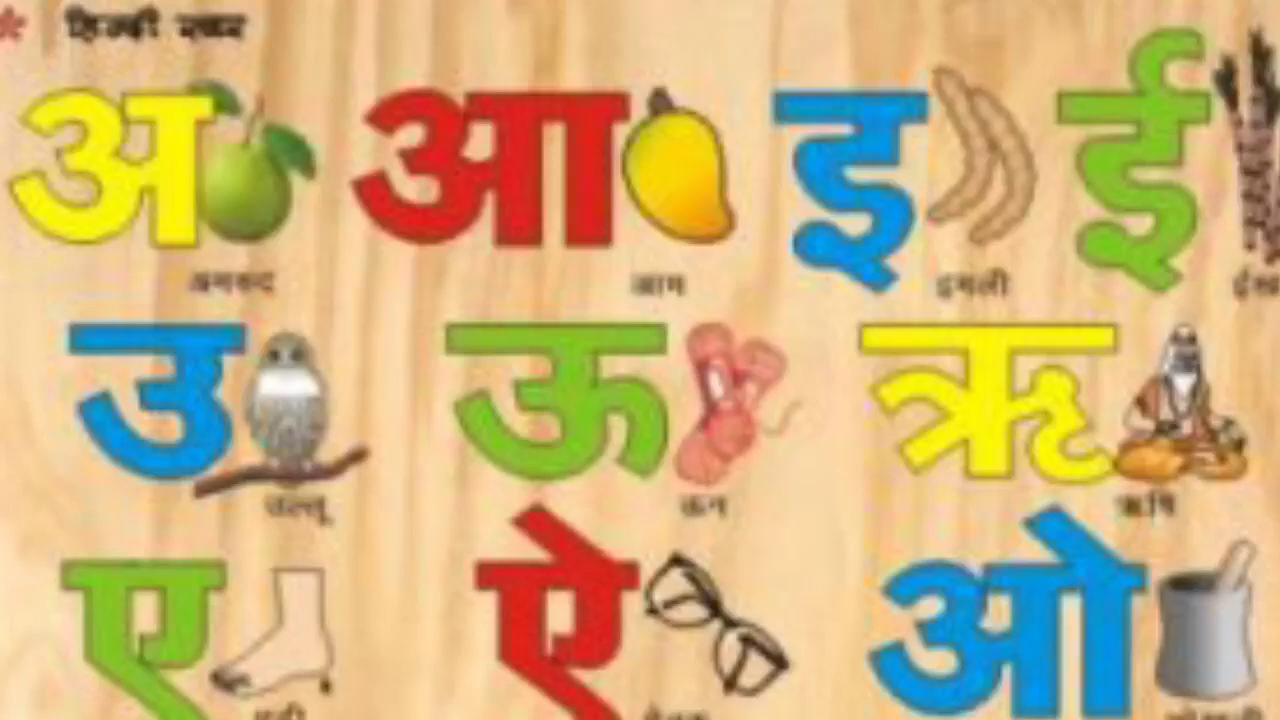 * हिन्दी स्वर
अ आ इ ई
अमरुद आम इमली
उ ऊ ऋ
उल्लू ऊन ऋषि
ए ऐ ओ